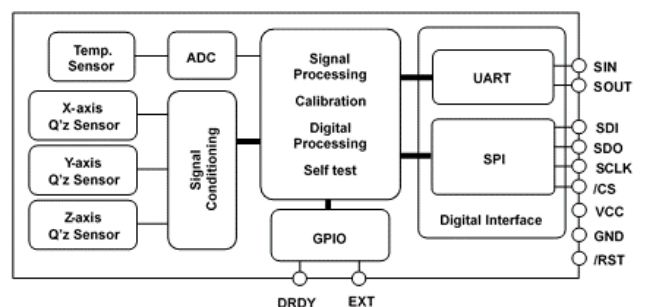 Temp.
Sensor
ADC
X-axis
Q'z Sensor
Y-axis
Q'z Sensor
Z-axis
Q'z Sensor
Signal
Conditioning
Signal
Processing
Calibration
Digital
Processing
Self test
GPIO
UART
SPI
Digital Interface
SIN
SOUT
SDI
SDO
SCLK
/CS
VCC
GND
/RST
DRDY
EXT